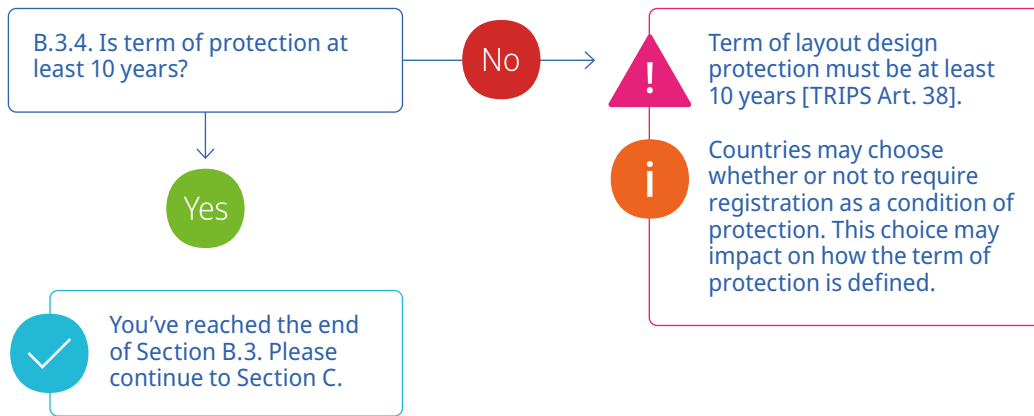 B.3.4. Is term of protection at
least 10 years?
No
!
Term of layout design
protection must be at least
10 years [TRIPS Art. 38].
i
Countries may choose
whether or not to require
registration as a condition of
protection. This choice may
impact on how the term of
protection is defined.
Yes
You’ve reached the end
of Section B.3. Please
continue to Section C.